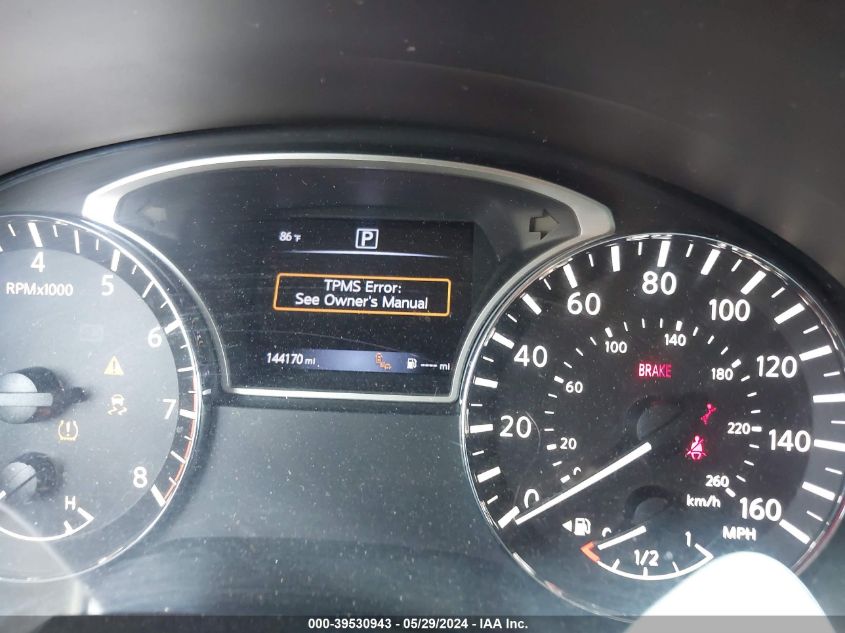 86°F
P
TPMS Error:
See Owner's Manual
144170 mi
---- mi
4
5
6
7
8
RPMx1000
H
0
20
40
60
80
100
120
140
160
MPH
20
60
100
140
180
220
260
km/h
BRAKE
0
1/2
1
000-39530943 - 05/29/2024 - IAA Inc.